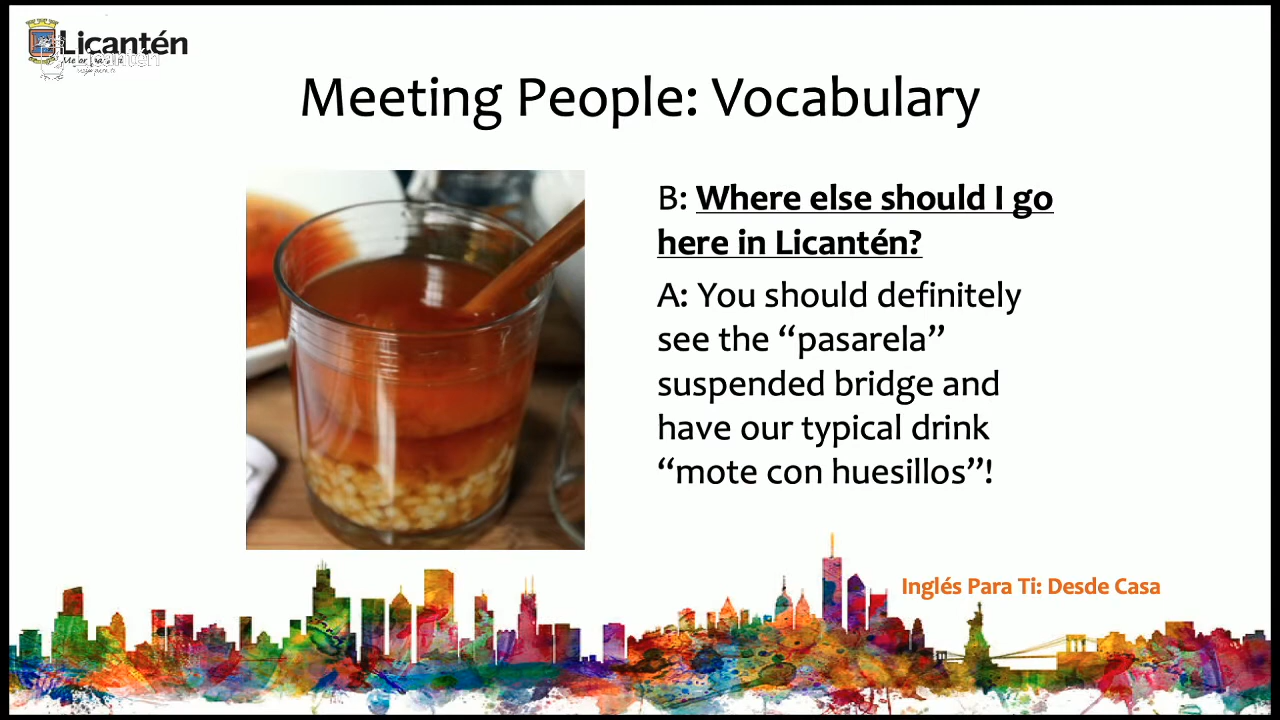 Licantén
Meeting People: Vocabulary
B: Where else should I go
here in Licantén?
A: You should definitely
see the “pasarela”
suspended bridge and
have our typical drink
“mote con huesillos”!
Inglés Para Ti: Desde Casa